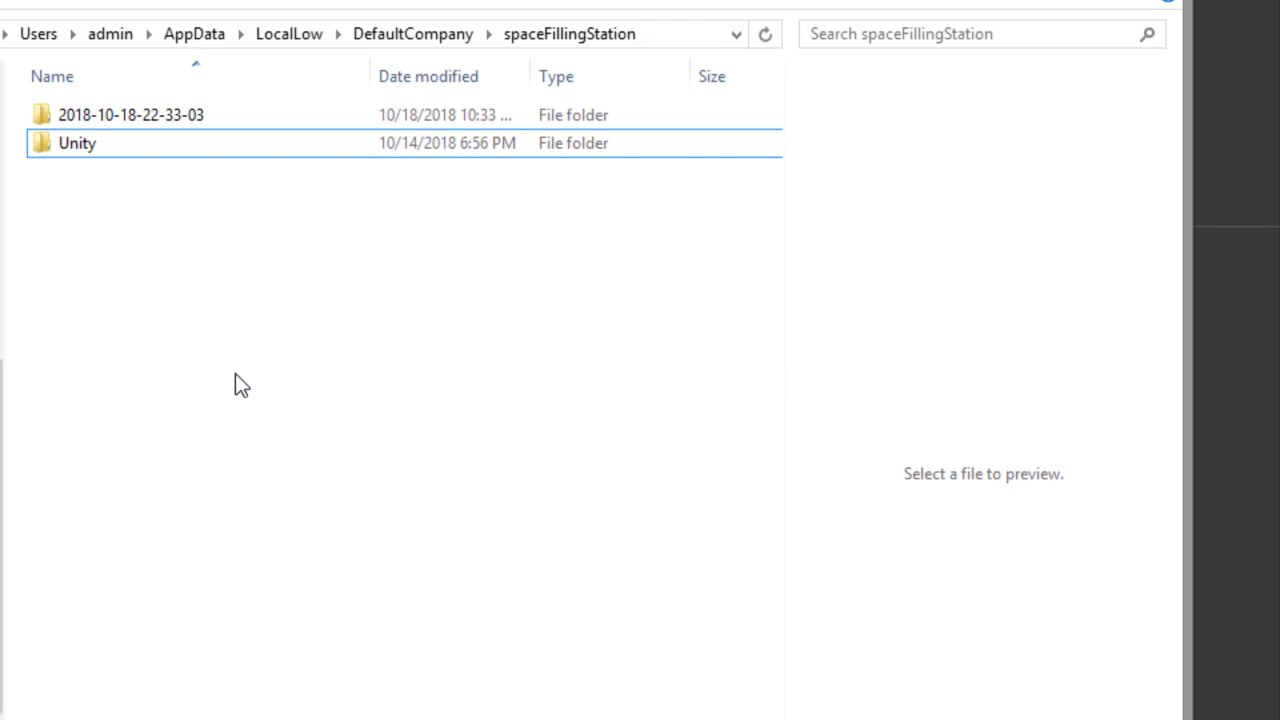 Users admin AppData LocalLow DefaultCompany spaceFillingStation Search spaceFillingStation
Name Date modified Type Size
2018-10-18-22-33-03 10/18/2018 10:33 ... File folder
Unity 10/14/2018 6:56 PM File folder
Select a file to preview.